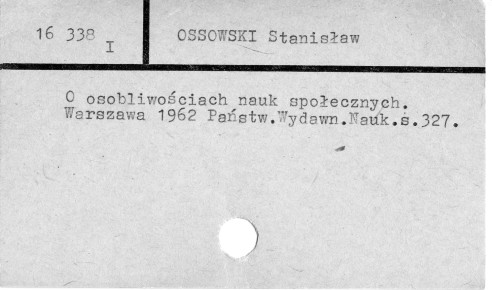 16 338 I
OSSOWSKI Stanisław
O osobliwościach nauk społecznych.
Warszawa 1962 Państw.Wydawn.Nauk.s.327.